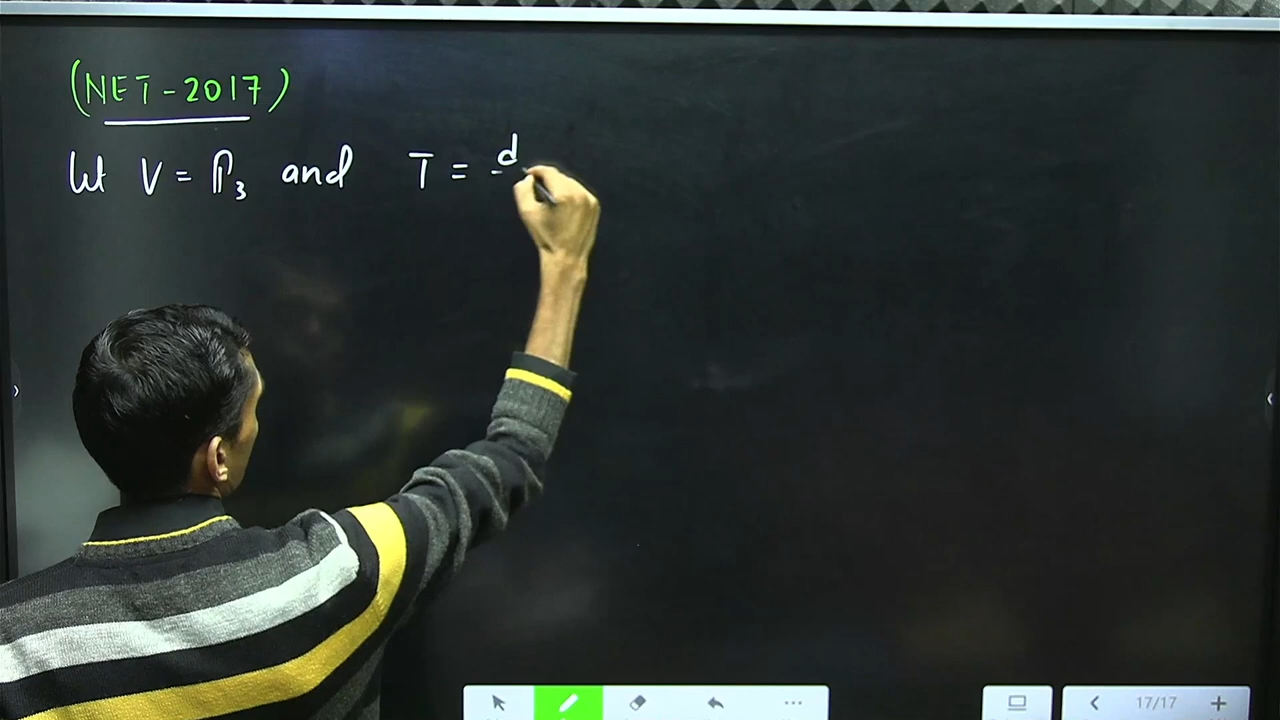 (NET-2017)
Let V = P₃ and T = d
17/17